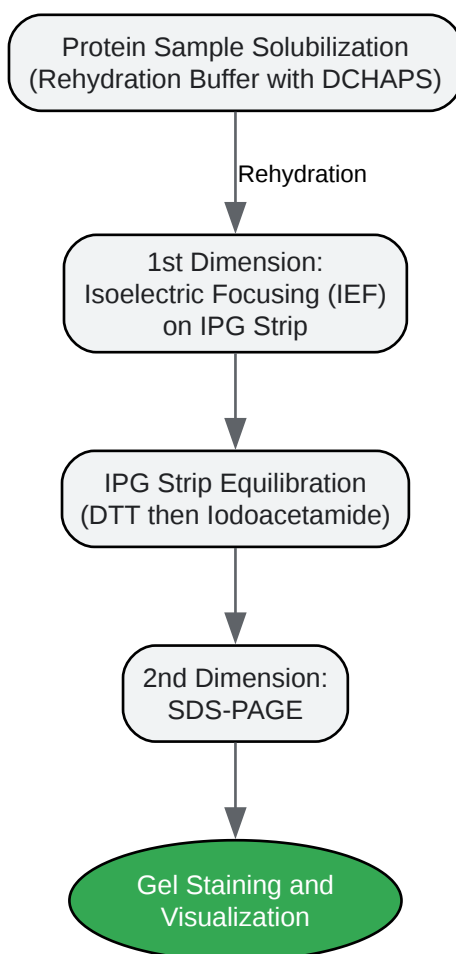 Protein Sample Solubilization
(Rehydration Buffer with DCHAPS)
Rehydration
1st Dimension:
Isoelectric Focusing (IEF)
on IPG Strip
IPG Strip Equilibration
(DTT then Iodoacetamide)
2nd Dimension:
SDS-PAGE
Gel Staining and
Visualization